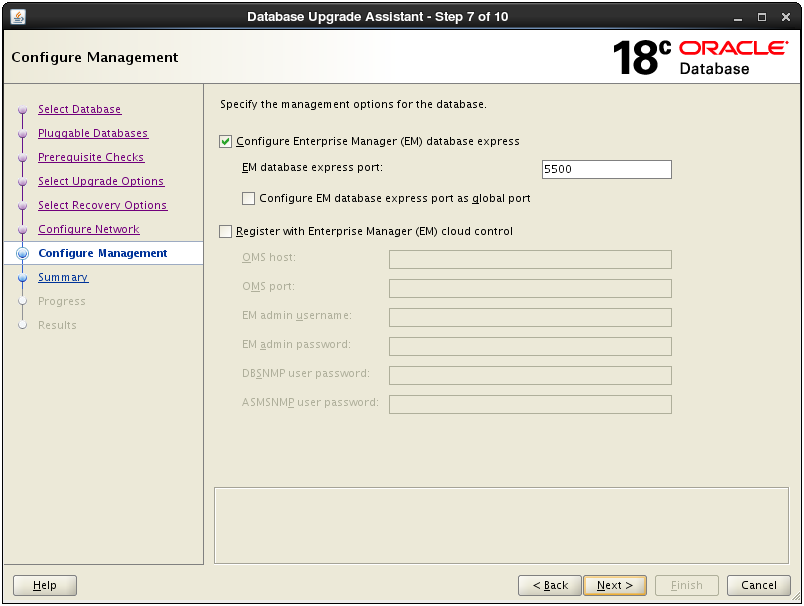 Database Upgrade Assistant - Step 7 of 10
Configure Management
18c ORACLE
Database
Select Database
Pluggable Databases
Prerequisite Checks
Select Upgrade Options
Select Recovery Options
Configure Network
Configure Management
Summary
Progress
Results
Specify the management options for the database.
Configure Enterprise Manager (EM) database express
EM database express port: 5500
Configure EM database express port as global port
Register with Enterprise Manager (EM) cloud control
OMS host:
OMS port:
EM admin username:
EM admin password:
DBSNMP user password:
ASMSNMP user password:
Help < Back Next > Finish Cancel